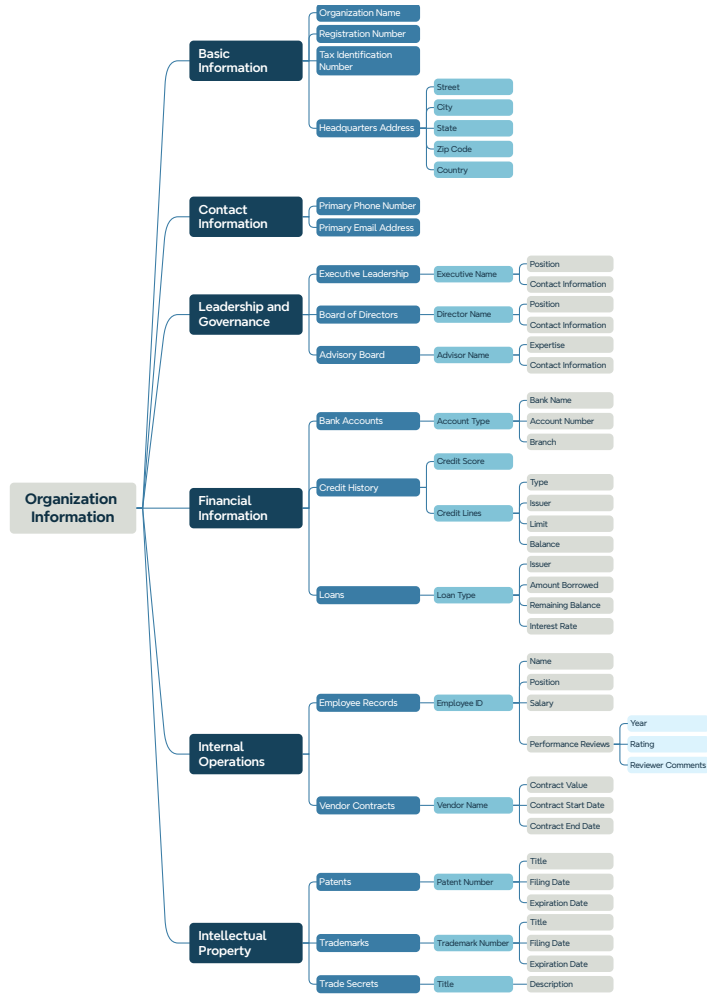 Organization Name
Registration Number
Tax Identification
Number
Basic
Information
Headquarters Address
Street
City
State
Zip Code
Country
Contact
Information
Primary Phone Number
Primary Email Address
Leadership and
Governance
Executive Leadership
Executive Name
Position
Contact Information
Board of Directors
Director Name
Position
Contact Information
Advisory Board
Advisor Name
Expertise
Contact Information
Organization
Information
Financial
Information
Bank Accounts
Account Type
Bank Name
Account Number
Branch
Credit History
Credit Score
Credit Lines
Type
Issuer
Limit
Balance
Loans
Loan Type
Issuer
Amount Borrowed
Remaining Balance
Interest Rate
Internal
Operations
Employee Records
Employee ID
Name
Position
Salary
Performance Reviews
Year
Rating
Reviewer Comments
Vendor Contracts
Vendor Name
Contract Value
Contract Start Date
Contract End Date
Intellectual
Property
Patents
Patent Number
Title
Filing Date
Expiration Date
Trademarks
Trademark Number
Title
Filing Date
Expiration Date
Trade Secrets
Title
Description